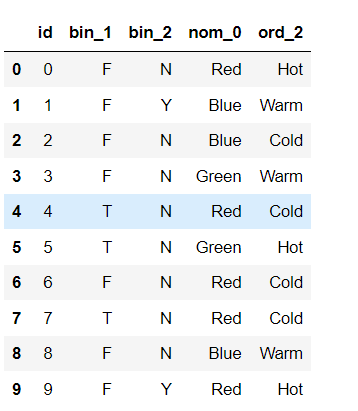 id bin_1 bin_2 nom_0 ord_2
0 0 F N Red Hot
1 1 F Y Blue Warm
2 2 F N Blue Cold
3 3 F N Green Warm
4 4 T N Red Cold
5 5 T N Green Hot
6 6 F N Red Cold
7 7 T N Red Cold
8 8 F N Blue Warm
9 9 F Y Red Hot